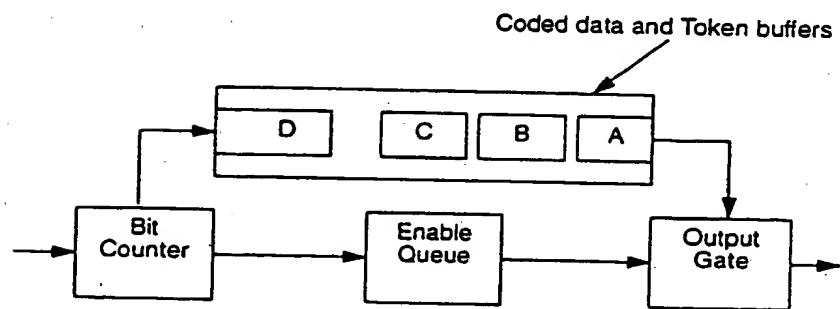 Coded data and Token buffers
D
C
B
A
Bit
Counter
Enable
Queue
Output
Gate